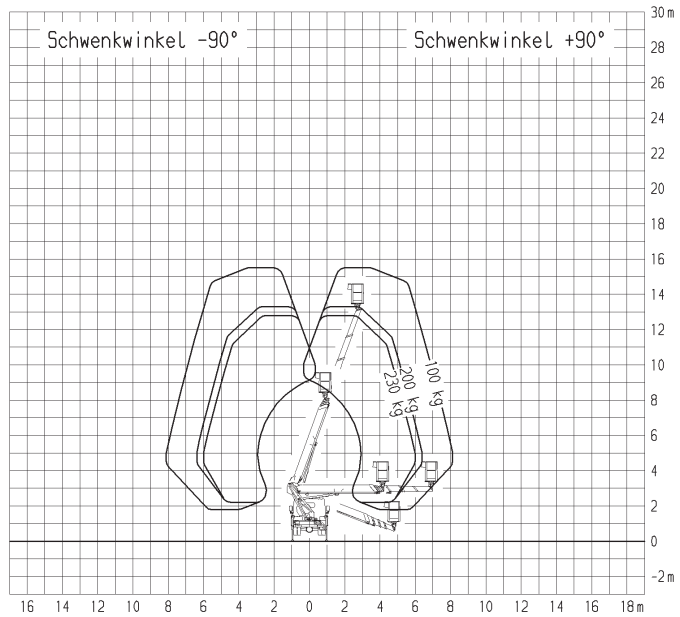 30 m
Schwenkwinkel -90° Schwenkwinkel +90°
28
26
24
22
20
18
16
14
12
10
100 kg
200 kg
230 kg
8
6
4
2
0
-2 m
16 14 12 10 8 6 4 2 0 2 4 6 8 10 12 14 16 18 m